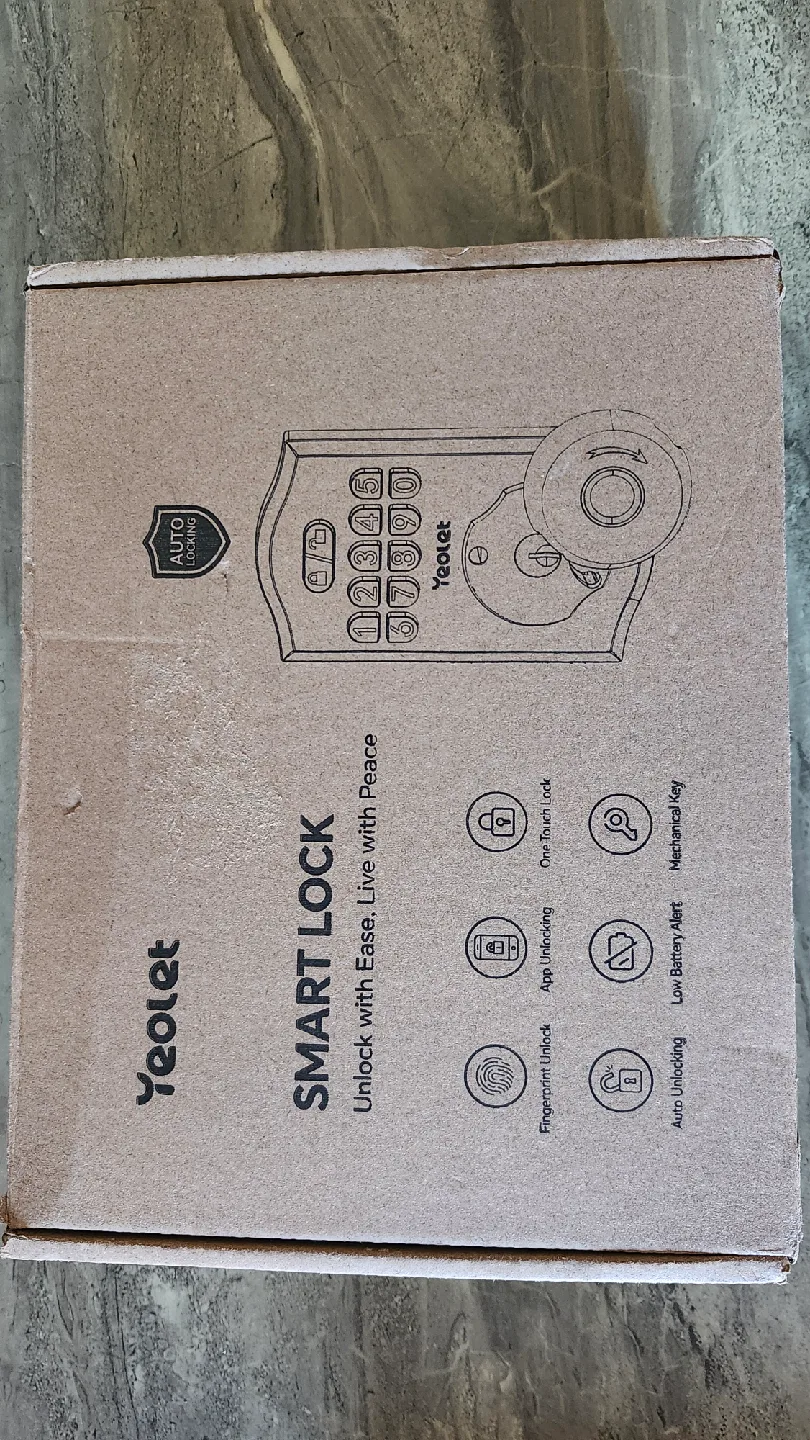 Yeolet
SMART LOCK
Unlock with Ease, Live with Peace
Fingerprint Unlock
App Unlocking
One Touch Lock
Auto Unlocking
Low Battery Alert
Mechanical Key
AUTO
LOCKING
1 2 3 4 5
6 7 8 9 0
Yeolet